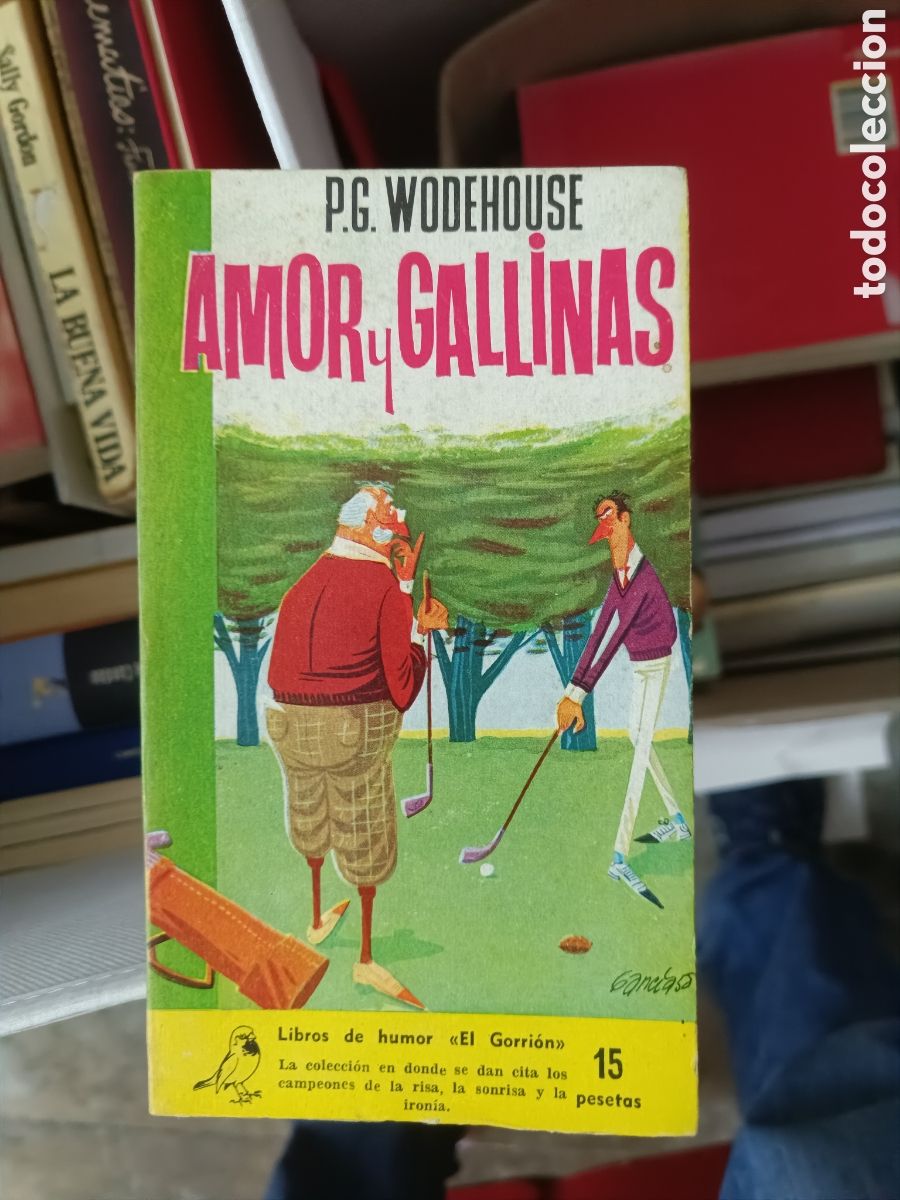 Sally Gordon
LA BUENA VIDA
todocoleccion
P.G. WODEHOUSE
AMOR y GALLINAS
Libros de humor «El Gorrión»
La colección en donde se dan cita los
campeones de la risa, la sonrisa y la
ironía.
15
pesetas